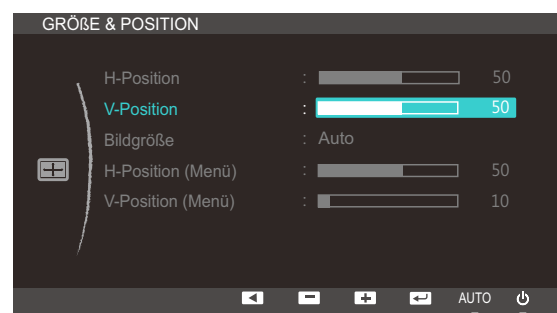 GRÖßE & POSITION
H-Position : 50
V-Position : 50
Bildgröße : Auto
H-Position (Menü) : 50
V-Position (Menü) : 10
AUTO